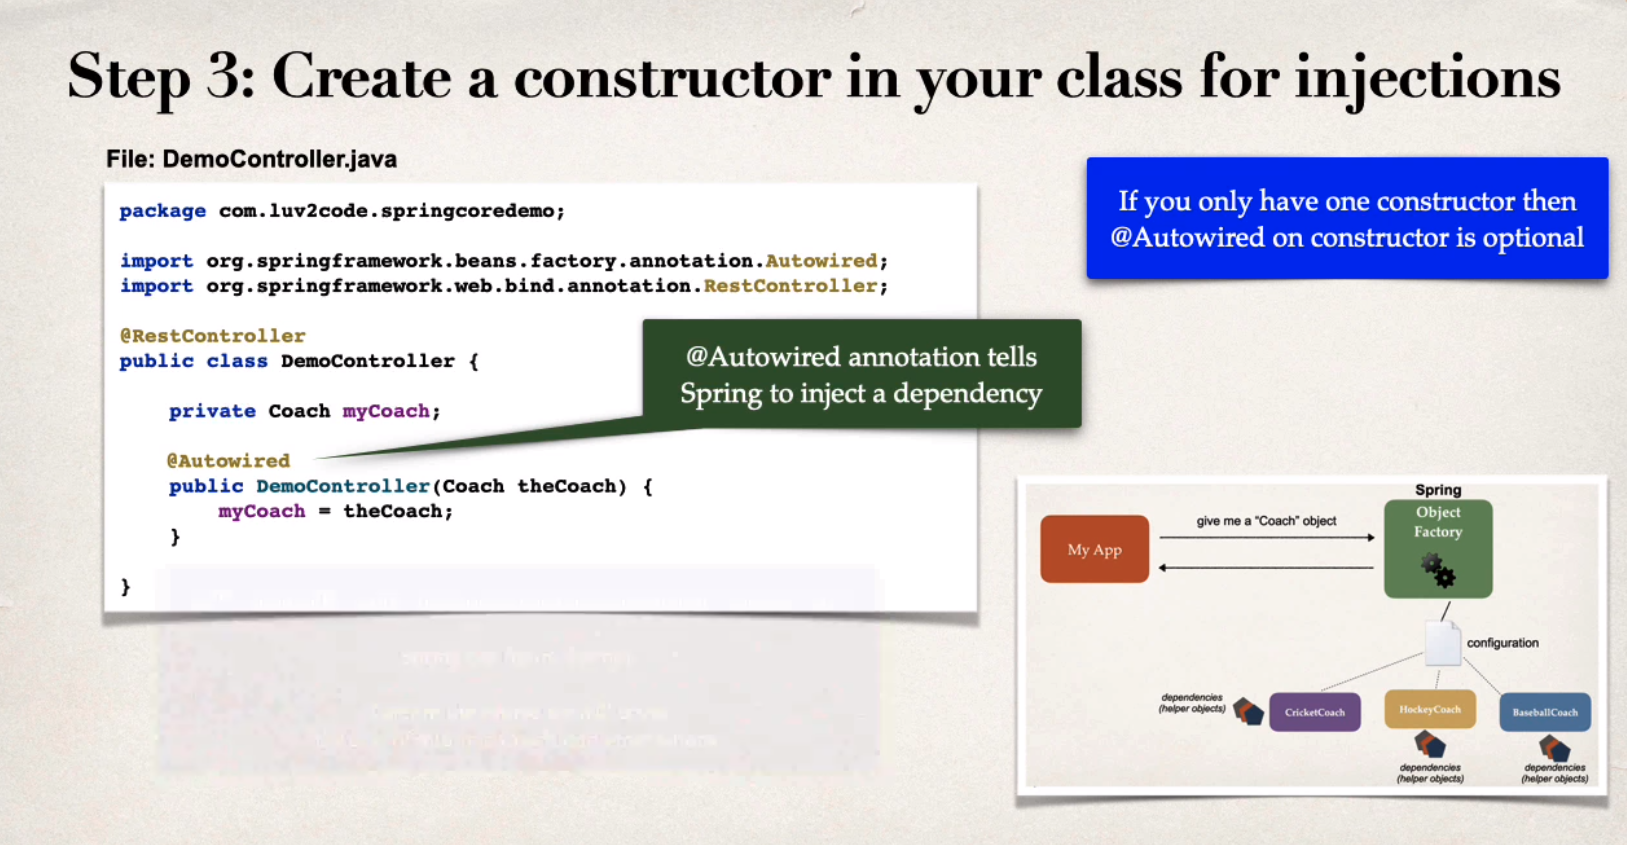 Step 3: Create a constructor in your class for injections
File: DemoController.java
package com.luv2code.springcoredemo;
import org.springframework.beans.factory.annotation.Autowired;
import org.springframework.web.bind.annotation.RestController;
@RestController
public class DemoController {
private Coach myCoach;
@Autowired
public DemoController(Coach theCoach) {
myCoach = theCoach;
}
}
@Autowired annotation tells
Spring to inject a dependency
If you only have one constructor then
@Autowired on constructor is optional
My App
give me a "Coach" object
Spring
Object
Factory
configuration
dependencies
(helper objects)
CricketCoach
HockeyCoach
BaseballCoach
dependencies
(helper objects)
dependencies
(helper objects)